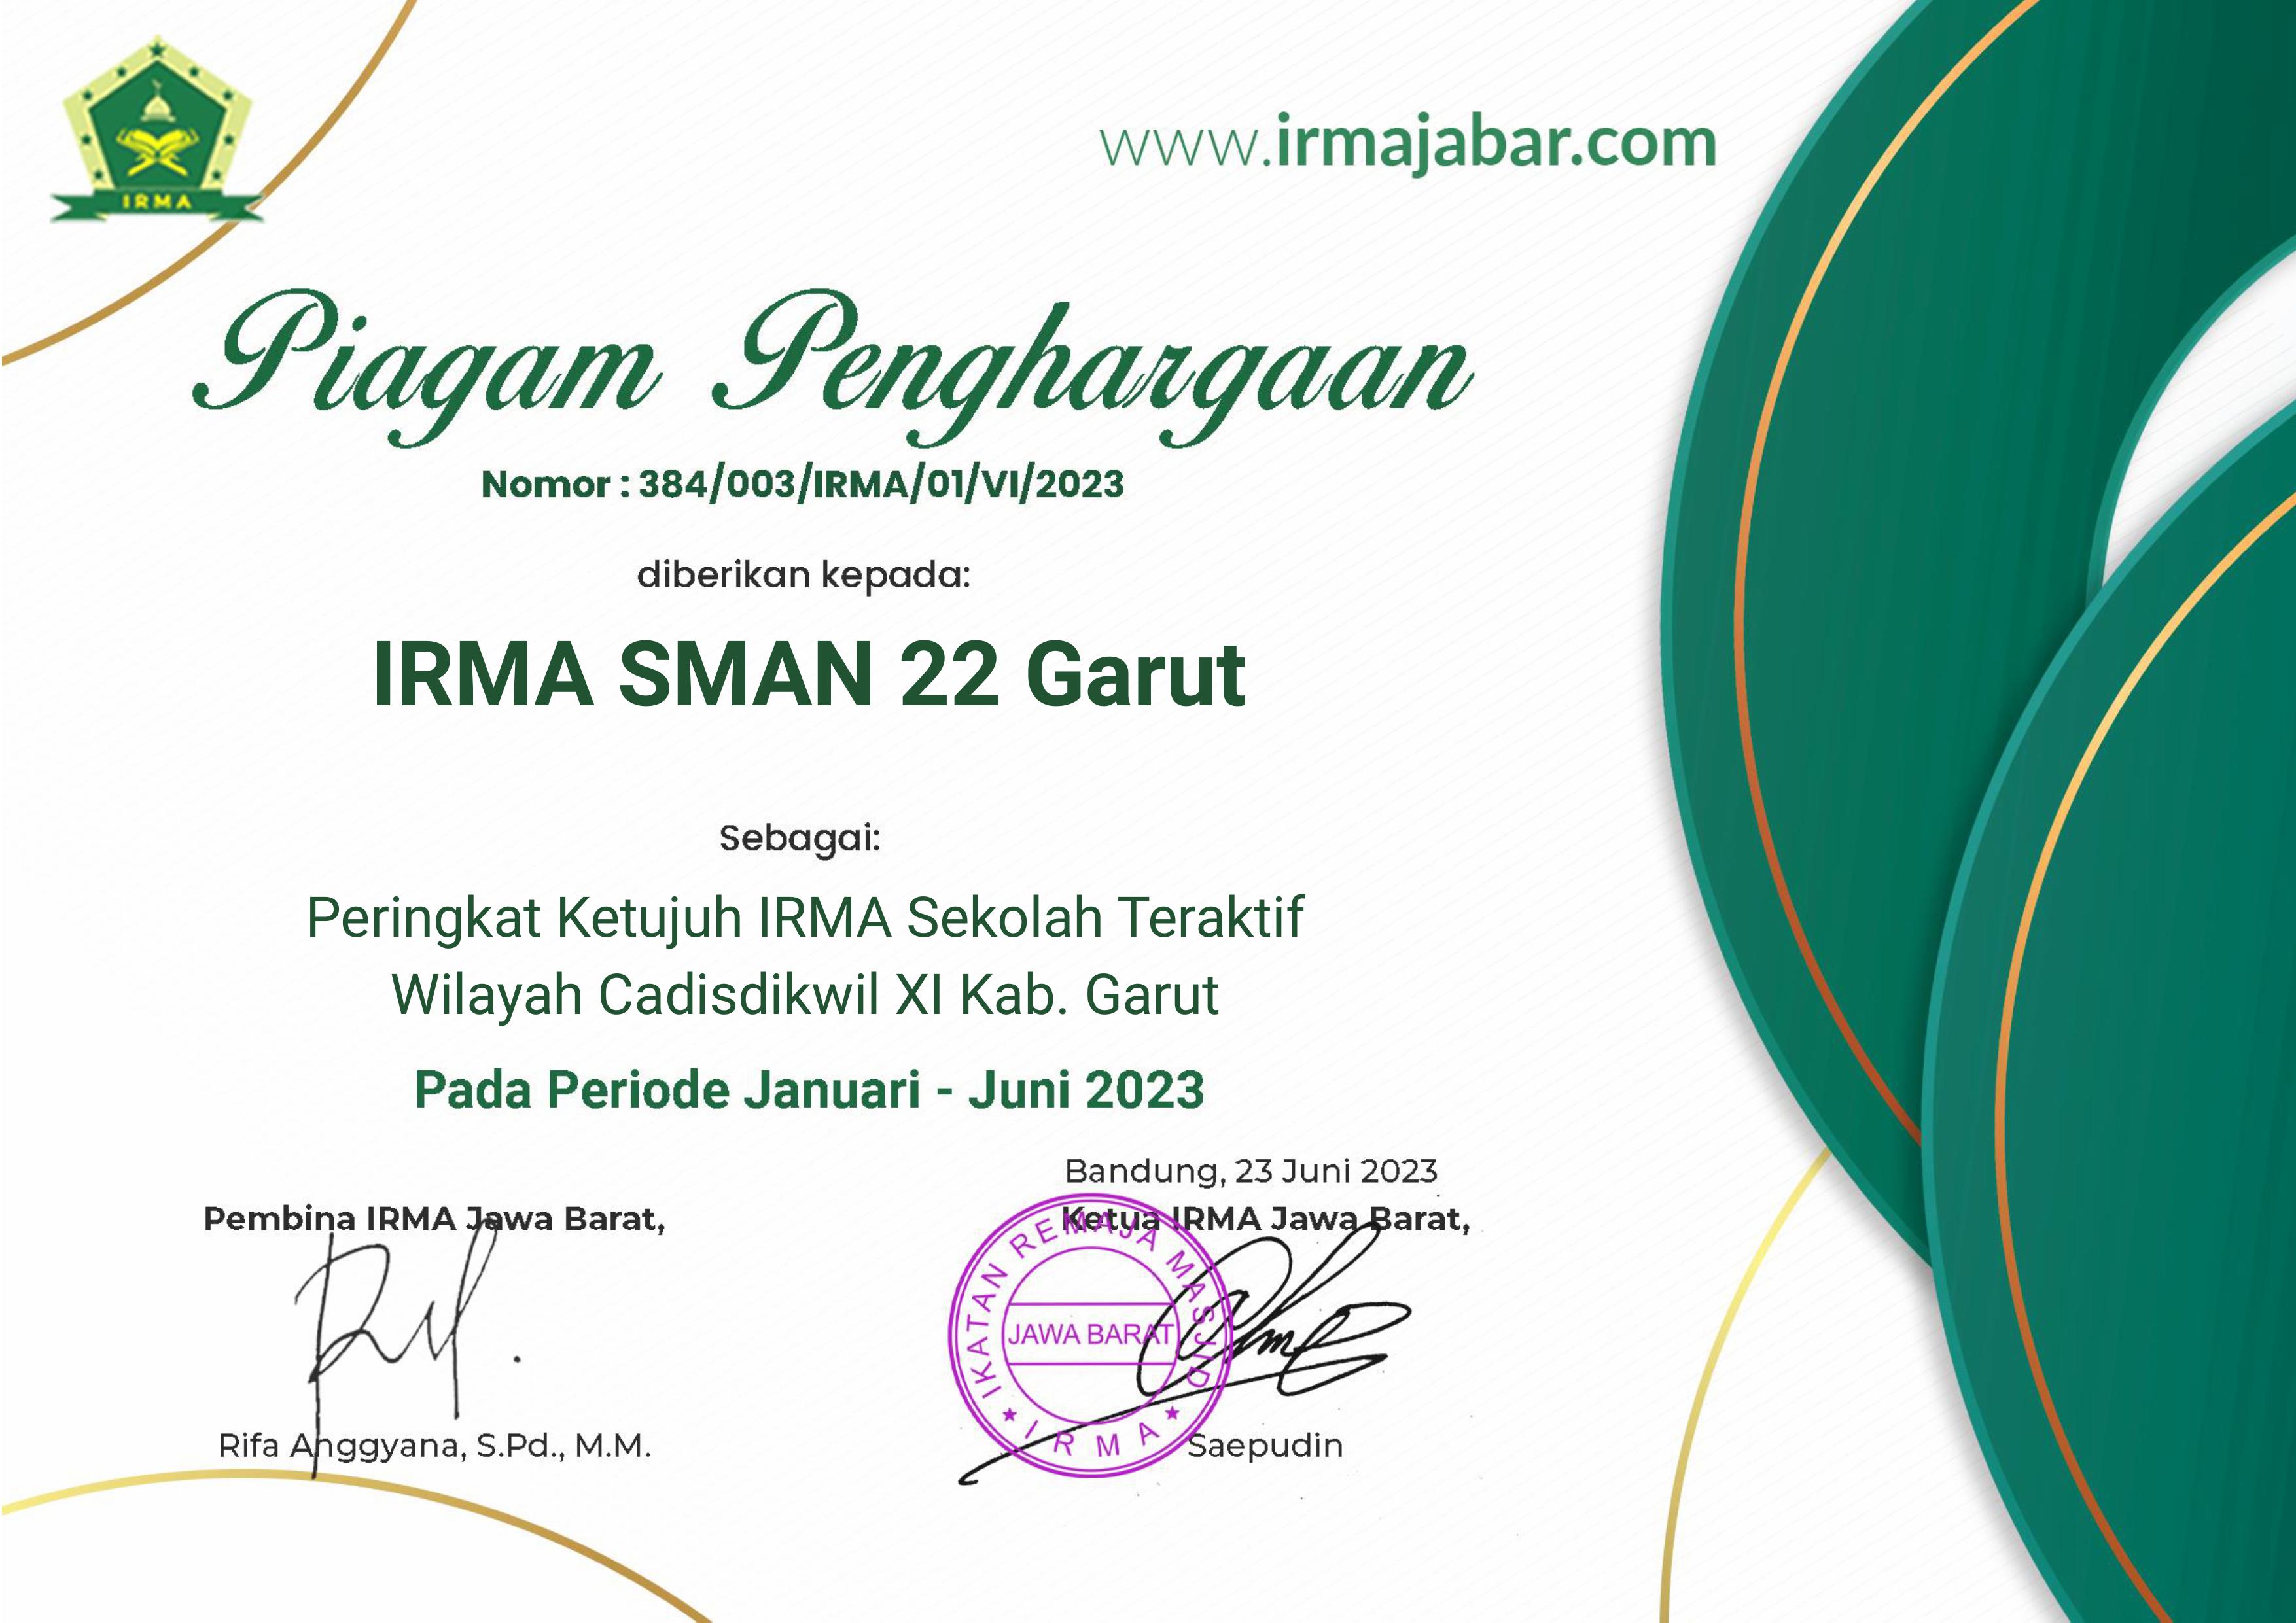 IRMA
www.irmajabar.com
Piagam Penghargaan
Nomor : 384/003/IRMA/01/VI/2023
diberikan kepada:
IRMA SMAN 22 Garut
Sebagai:
Peringkat Ketujuh IRMA Sekolah Teraktif
Wilayah Cadisdikwil XI Kab. Garut
Pada Periode Januari - Juni 2023
Bandung, 23 Juni 2023
Pembina IRMA Jawa Barat,
Ketua IRMA Jawa Barat,
IKATAN REMAJA MASJID
JAWA BARAT
★ IRMA ★
Rifa Anggyana, S.Pd., M.M.
Saepudin